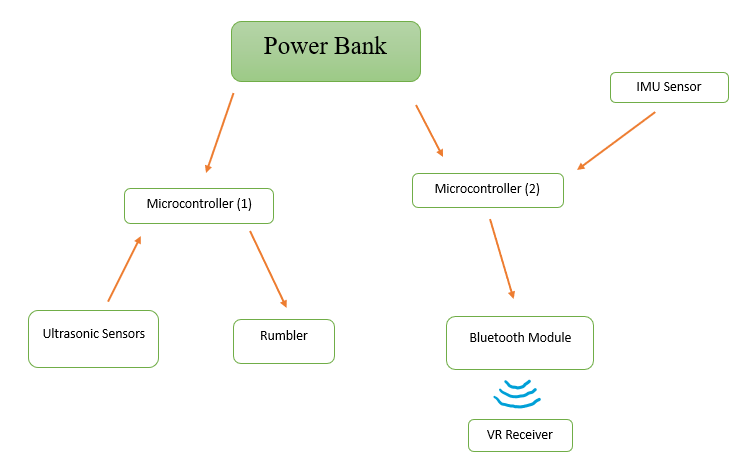 Power Bank
IMU Sensor
Microcontroller (1)
Microcontroller (2)
Ultrasonic Sensors
Rumbler
Bluetooth Module
VR Receiver